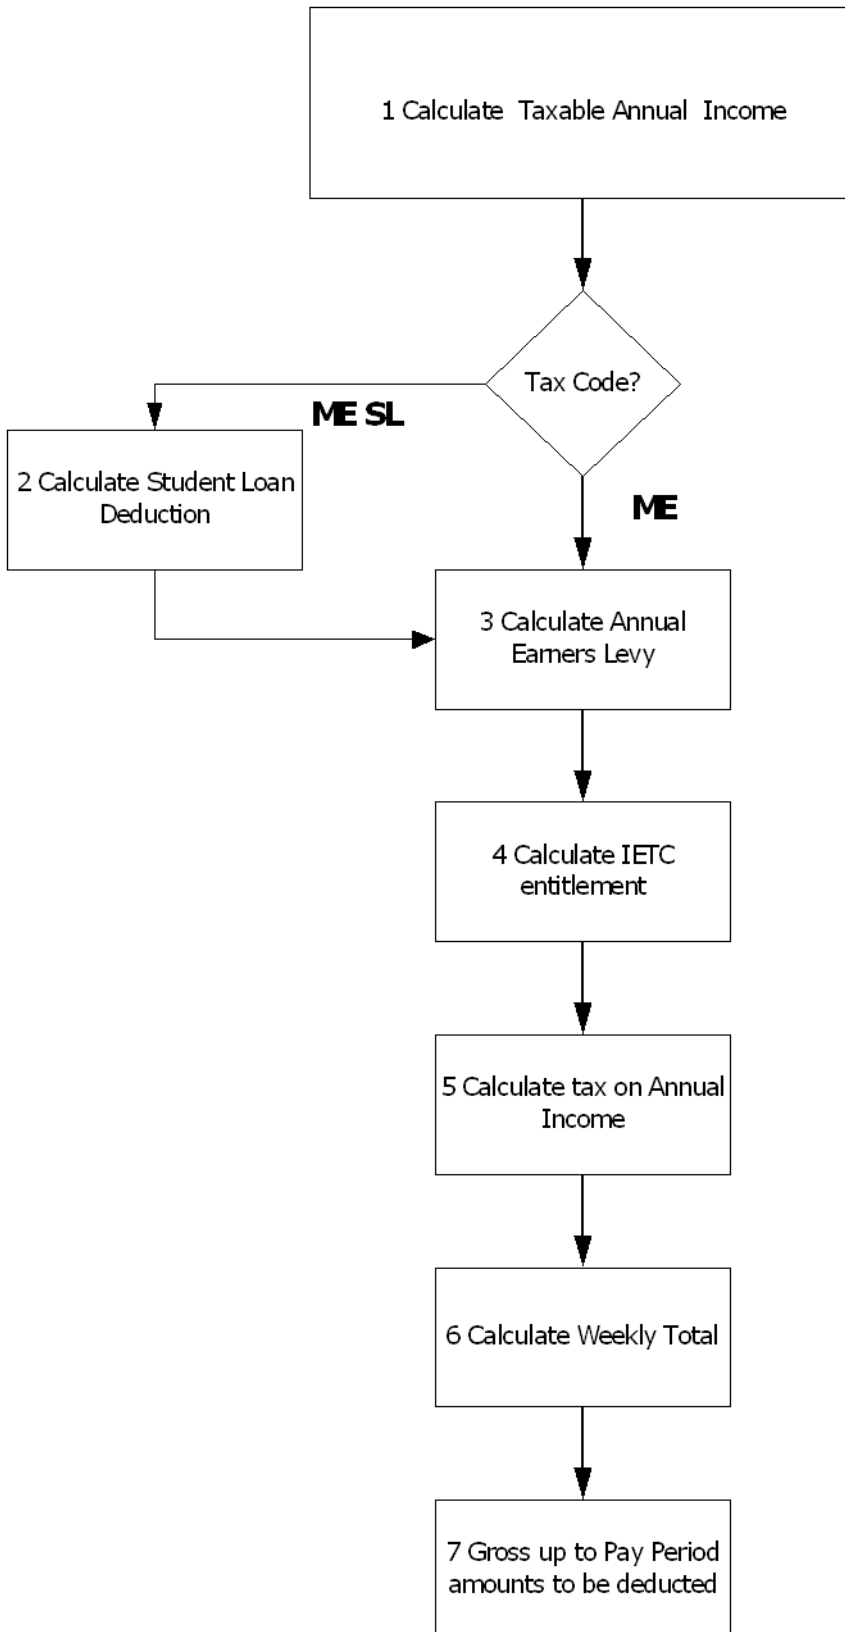 1 Calculate Taxable Annual Income
Tax Code?
ME SL
2 Calculate Student Loan
Deduction
ME
3 Calculate Annual
Earners Levy
4 Calculate IETC
entitlement
5 Calculate tax on Annual
Income
6 Calculate Weekly Total
7 Gross up to Pay Period
amounts to be deducted